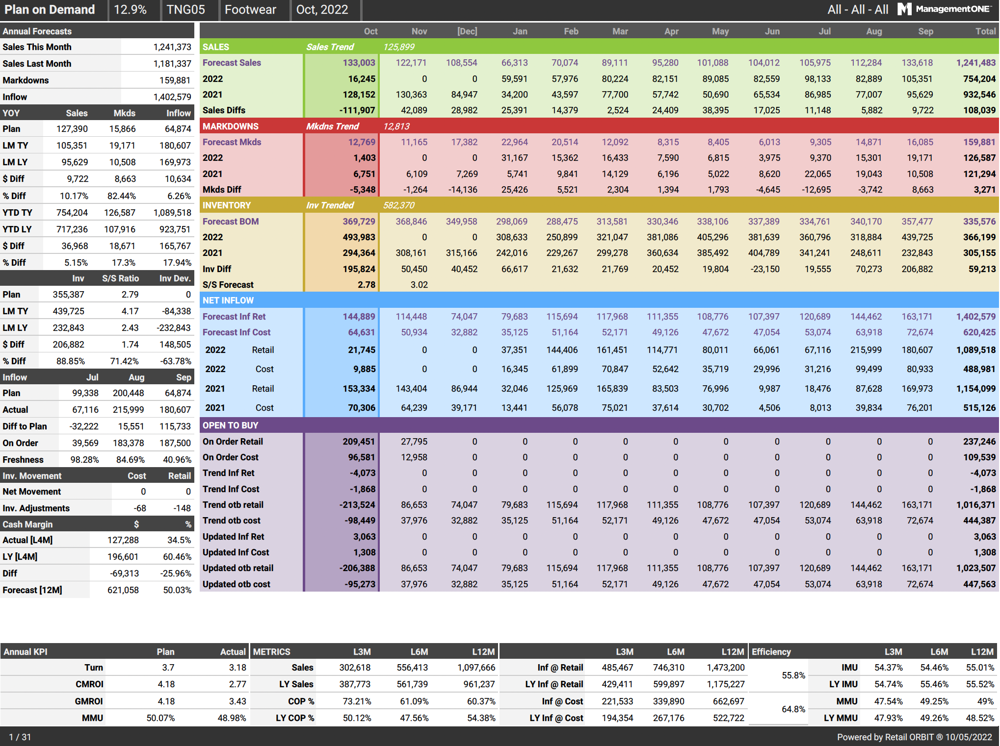 Plan on Demand 12.9% TNG05 Footwear Oct, 2022 All - All - All ManagementONE
Annual Forecasts
Sales This Month 1,241,373
Sales Last Month 1,181,337
Markdowns 159,881
Inflow 1,402,579
YOY Sales Mkds Inflow
Plan 127,390 15,866 64,874
LM TY 105,351 19,171 180,607
LM LY 95,629 10,508 169,973
$ Diff 9,722 8,663 10,634
% Diff 10.17% 82.44% 6.26%
YTD TY 754,204 126,587 1,089,518
YTD LY 717,236 107,916 923,751
$ Diff 36,968 18,671 165,767
% Diff 5.15% 17.3% 17.94%
Inv S/S Ratio Inv Dev.
Plan 355,387 2.79 0
LM TY 439,725 4.17 -84,338
LM LY 232,843 2.43 -232,843
$ Diff 206,882 1.74 148,505
% Diff 88.85% 71.42% -63.78%
Inflow Jul Aug Sep
Plan 99,338 200,448 64,874
Actual 67,116 215,999 180,607
Diff to Plan -32,222 15,551 115,733
On Order 39,569 183,378 187,500
Freshness 98.28% 84.69% 40.96%
Inv. Movement Cost Retail
Net Movement 0 0
Inv. Adjustments -68 -148
Cash Margin $ %
Actual [L4M] 127,288 34.5%
LY [L4M] 196,601 60.46%
Diff -69,313 -25.96%
Forecast [12M] 621,058 50.03%
Oct Nov [Dec] Jan Feb Mar Apr May Jun Jul Aug Sep Total
SALES Sales Trend 125,899
Forecast Sales 133,003 122,171 108,554 66,313 70,074 89,111 95,280 101,088 104,012 105,975 112,284 133,618 1,241,483
2022 16,245 0 0 59,591 57,976 80,224 82,151 89,085 82,559 98,133 82,889 105,351 754,204
2021 128,152 130,363 84,947 34,200 43,597 77,700 57,742 50,690 65,534 86,985 77,007 95,629 932,546
Sales Diffs -111,907 42,089 28,982 25,391 14,379 2,524 24,409 38,395 17,025 11,148 5,882 9,722 108,039
MARKDOWNS Mkdns Trend 12,813
Forecast Mkds 12,769 11,165 17,382 22,964 20,514 12,092 8,315 8,405 6,013 9,305 14,871 16,085 159,881
2022 1,403 0 0 31,167 15,362 16,433 7,590 6,815 3,975 9,370 15,301 19,171 126,587
2021 6,751 6,109 7,269 5,741 9,841 14,129 6,196 5,022 8,620 22,065 19,043 10,508 121,294
Mkds Diff -5,348 -1,264 -14,136 25,426 5,521 2,304 1,394 1,793 -4,645 -12,695 -3,742 8,663 3,271
INVENTORY Inv Trended 582,370
Forecast BOM 369,729 368,846 349,958 298,069 288,475 313,581 330,346 338,106 337,389 334,761 340,170 357,477 335,576
2022 493,983 0 0 308,633 250,899 321,047 381,086 405,296 381,639 360,796 318,884 439,725 366,199
2021 294,364 308,161 315,166 242,016 229,267 299,278 360,634 385,492 404,789 341,241 248,611 232,843 305,155
Inv Diff 195,824 50,450 40,452 66,617 21,632 21,769 20,452 19,804 -23,150 19,555 70,273 206,882 59,213
S/S Forecast 2.78 3.02
NET INFLOW
Forecast Inf Ret 144,889 114,448 74,047 79,683 115,694 117,968 111,355 108,776 107,397 120,689 144,462 163,171 1,402,579
Forecast Inf Cost 64,631 50,934 32,882 35,125 51,164 52,171 49,126 47,672 47,054 53,074 63,918 72,674 620,425
2022 Retail 21,745 0 0 37,351 144,406 161,451 114,771 80,011 66,061 67,116 215,999 180,607 1,089,518
2022 Cost 9,885 0 0 16,345 61,899 70,847 52,642 35,719 29,996 31,216 99,499 80,933 488,981
2021 Retail 153,334 143,404 86,944 32,046 125,969 165,839 83,503 76,996 9,987 18,476 87,628 169,973 1,154,099
2021 Cost 70,306 64,239 39,171 13,441 56,078 75,021 37,614 30,702 4,506 8,013 39,834 76,201 515,126
OPEN TO BUY
On Order Retail 209,451 27,795 0 0 0 0 0 0 0 0 0 0 237,246
On Order Cost 96,581 12,958 0 0 0 0 0 0 0 0 0 0 109,539
Trend Inf Ret -4,073 0 0 0 0 0 0 0 0 0 0 0 -4,073
Trend Inf Cost -1,868 0 0 0 0 0 0 0 0 0 0 0 -1,868
Trend otb retail -213,524 86,653 74,047 79,683 115,694 117,968 111,355 108,776 107,397 120,689 144,462 163,171 1,016,371
Trend otb cost -98,449 37,976 32,882 35,125 51,164 52,171 49,126 47,672 47,054 53,074 63,918 72,674 444,387
Updated Inf Ret 3,063 0 0 0 0 0 0 0 0 0 0 0 3,063
Updated Inf Cost 1,308 0 0 0 0 0 0 0 0 0 0 0 1,308
Updated otb retail -206,388 86,653 74,047 79,683 115,694 117,968 111,355 108,776 107,397 120,689 144,462 163,171 1,023,507
Updated otb cost -95,273 37,976 32,882 35,125 51,164 52,171 49,126 47,672 47,054 53,074 63,918 72,674 447,563
Annual KPI Plan Actual
Turn 3.7 3.18
CMROI 4.18 2.77
GMROI 4.18 3.43
MMU 50.07% 48.98%
METRICS L3M L6M L12M
Sales 302,618 556,413 1,097,666
LY Sales 387,773 561,739 961,237
COP % 73.21% 61.09% 60.37%
LY COP % 50.12% 47.56% 54.38%
L3M L6M L12M
Inf @ Retail 485,467 746,310 1,473,200
LY Inf @ Retail 429,411 599,897 1,175,227
Inf @ Cost 221,533 339,890 662,697
LY Inf @ Cost 194,354 267,176 522,722
Efficiency L3M L6M L12M
55.8%
IMU 54.37% 54.46% 55.01%
LY IMU 54.74% 55.46% 55.52%
64.8%
MMU 47.54% 49.25% 49%
LY MMU 47.93% 49.26% 48.52%
1 / 31 Powered by Retail ORBIT ® 10/05/2022